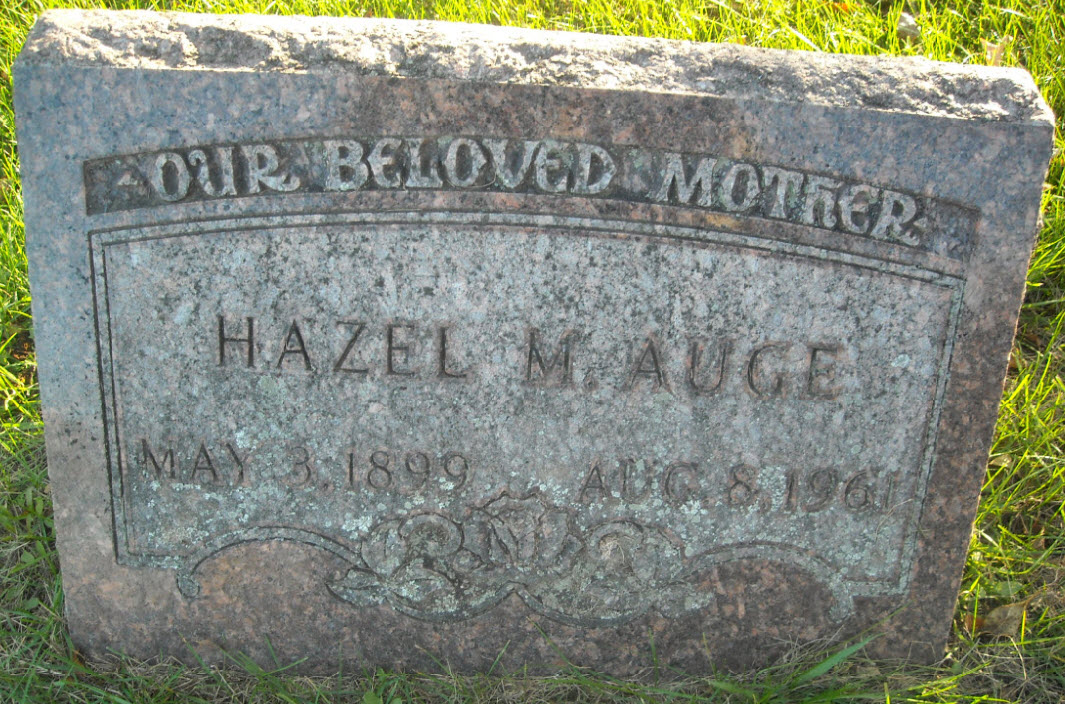 OUR BELOVED MOTHER
HAZEL M. AUGE
MAY 3, 1899 AUG. 8, 1961